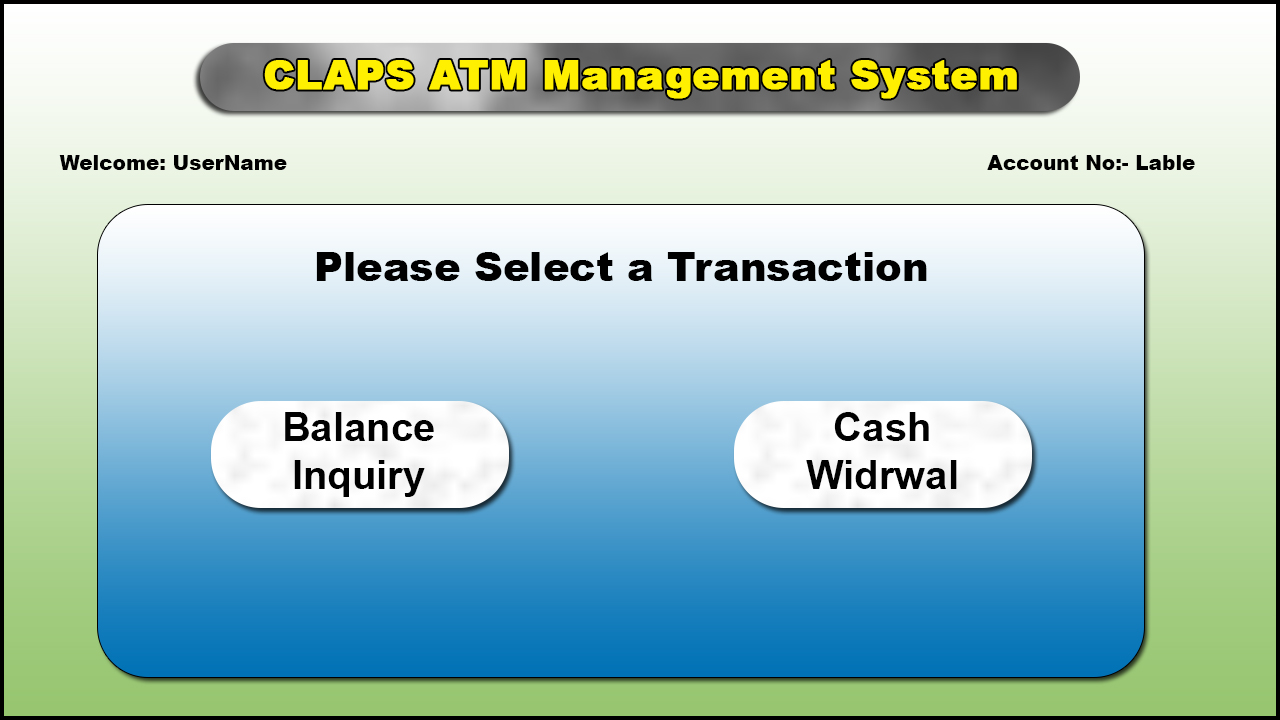 CLAPS ATM Management System
Welcome: UserName
Account No:- Lable
Please Select a Transaction
Balance
Inquiry
Cash
Widrwal